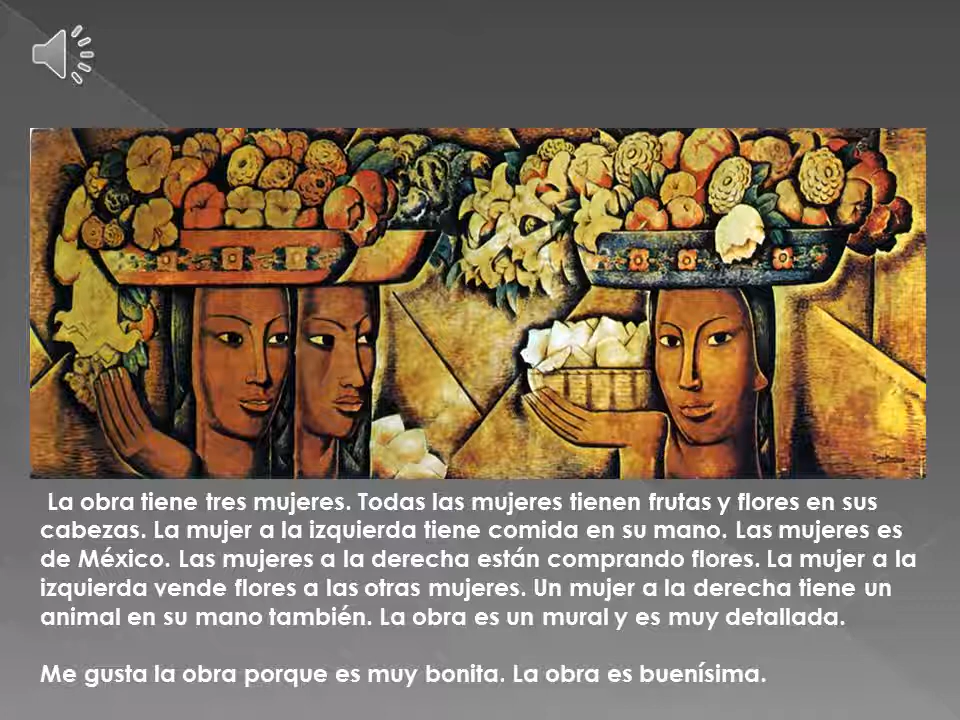 La obra tiene tres mujeres. Todas las mujeres tienen frutas y flores en sus
cabezas. La mujer a la izquierda tiene comida en su mano. Las mujeres es
de México. Las mujeres a la derecha están comprando flores. La mujer a la
izquierda vende flores a las otras mujeres. Un mujer a la derecha tiene un
animal en su mano también. La obra es un mural y es muy detallada.
Me gusta la obra porque es muy bonita. La obra es buenísima.